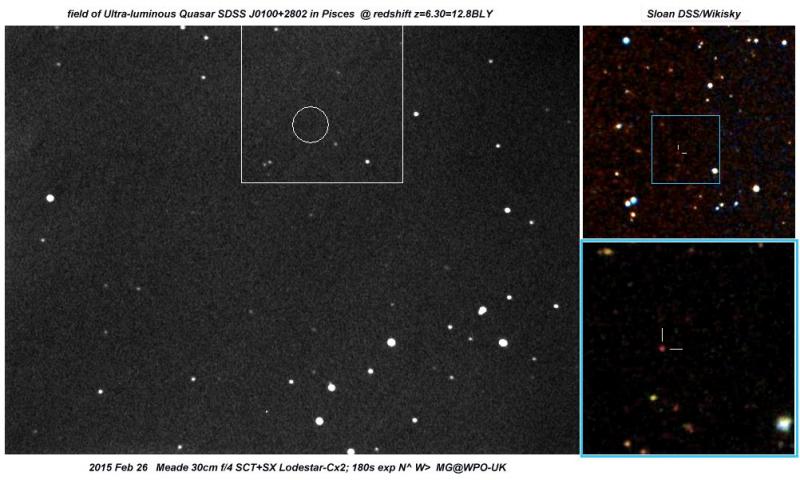 field of Ultra-luminous Quasar SDSS J0100+2802 in Pisces @ redshift z=6.30=12.8BLY
Sloan DSS/Wikisky
2015 Feb 26 Meade 30cm f/4 SCT+SX Lodestar-Cx2; 180s exp N^ W> MG@WPO-UK